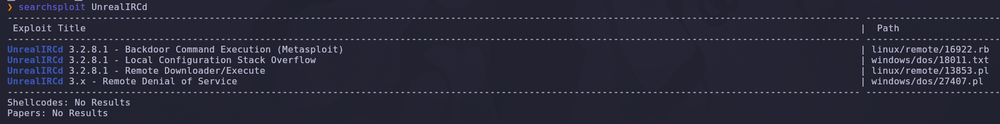 ❯ searchsploit UnrealIRCd
---------------------------------------------------------------------------------------------------------------------------------------------------------- ------------------------
 Exploit Title                                                                                                                                          |  Path
---------------------------------------------------------------------------------------------------------------------------------------------------------- ------------------------
UnrealIRCd 3.2.8.1 - Backdoor Command Execution (Metasploit)                                                                                            | linux/remote/16922.rb
UnrealIRCd 3.2.8.1 - Local Configuration Stack Overflow                                                                                                 | windows/dos/18011.txt
UnrealIRCd 3.2.8.1 - Remote Downloader/Execute                                                                                                          | linux/remote/13853.pl
UnrealIRCd 3.x - Remote Denial of Service                                                                                                               | windows/dos/27407.pl
---------------------------------------------------------------------------------------------------------------------------------------------------------- ------------------------
Shellcodes: No Results
Papers: No Results